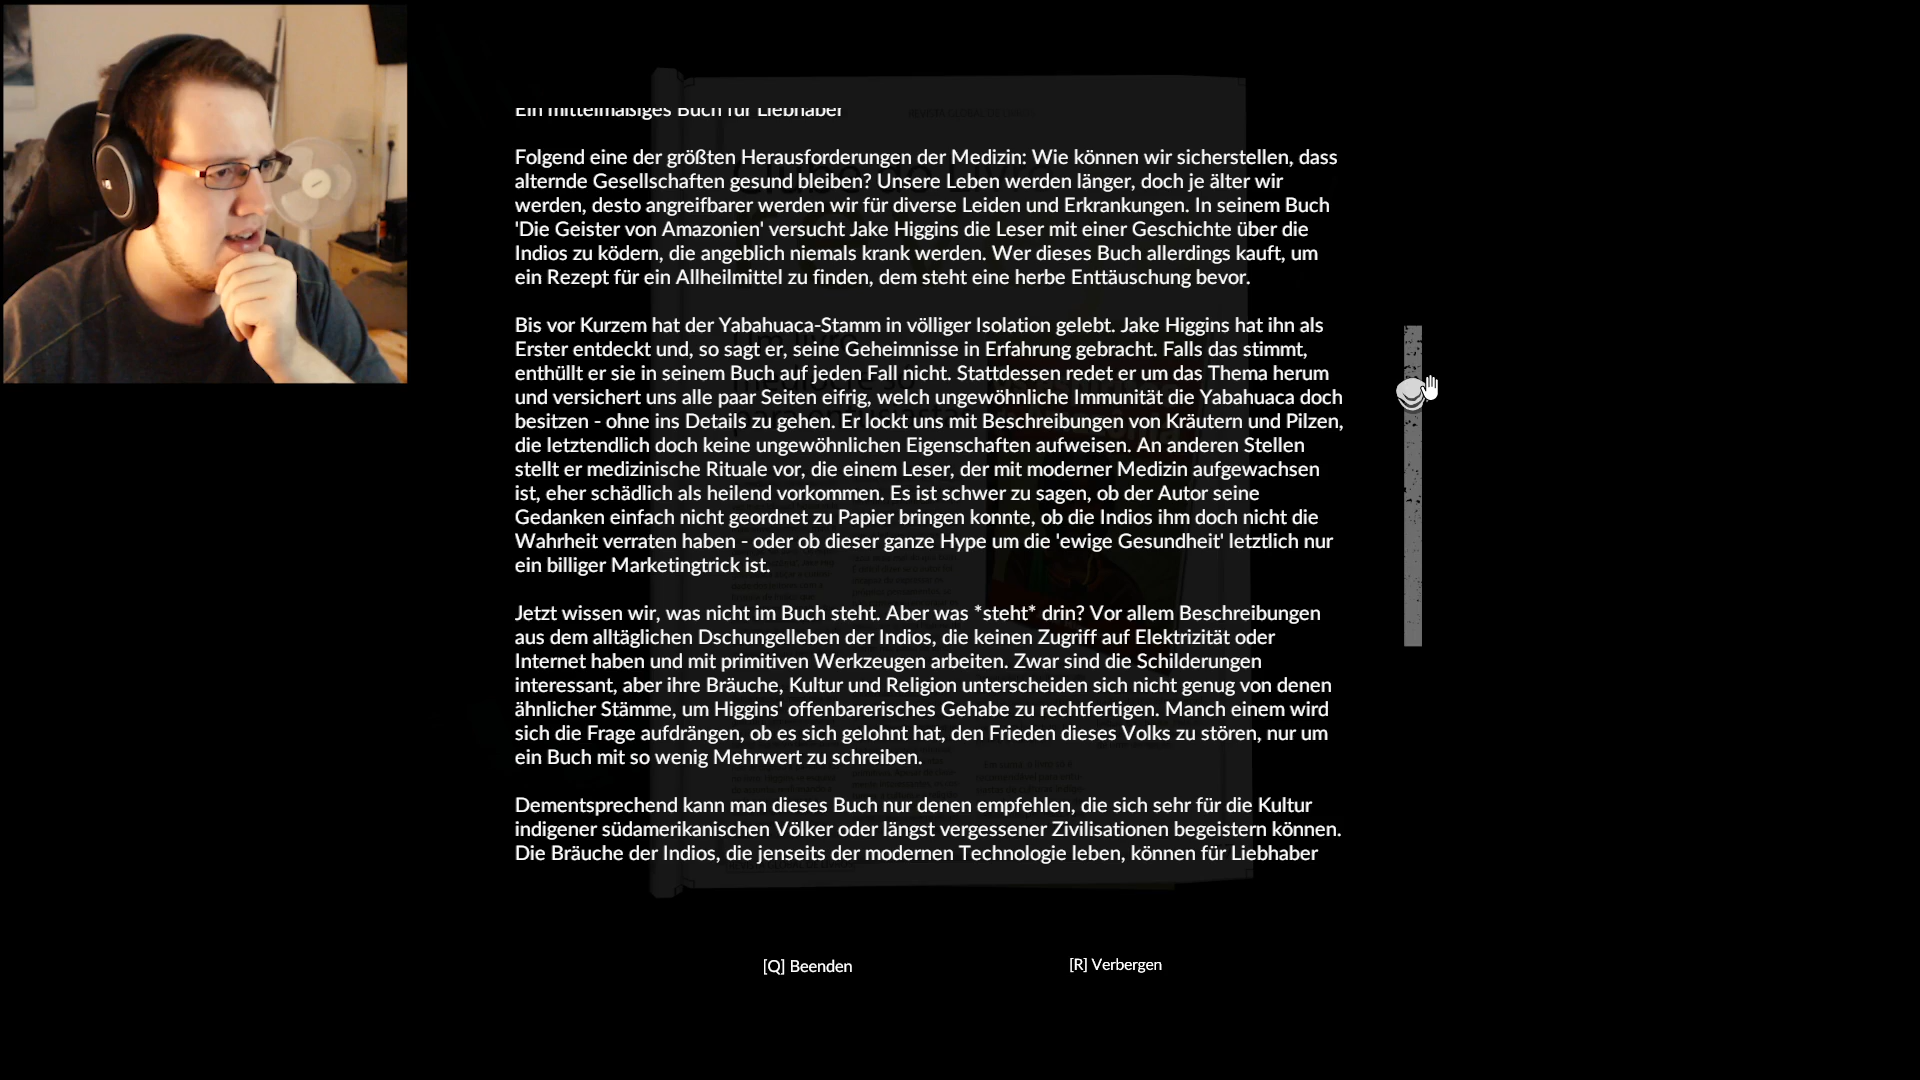 Ein mittelmäßiges Buch für Liebhaber
Folgend eine der größten Herausforderungen der Medizin: Wie können wir sicherstellen, dass
alternde Gesellschaften gesund bleiben? Unsere Leben werden länger, doch je älter wir
werden, desto angreifbarer werden wir für diverse Leiden und Erkrankungen. In seinem Buch
'Die Geister von Amazonien' versucht Jake Higgins die Leser mit einer Geschichte über die
Indios zu ködern, die angeblich niemals krank werden. Wer dieses Buch allerdings kauft, um
ein Rezept für ein Allheilmittel zu finden, dem steht eine herbe Enttäuschung bevor.
Bis vor Kurzem hat der Yabahuaca-Stamm in völliger Isolation gelebt. Jake Higgins hat ihn als
Erster entdeckt und, so sagt er, seine Geheimnisse in Erfahrung gebracht. Falls das stimmt,
enthüllt er sie in seinem Buch auf jeden Fall nicht. Stattdessen redet er um das Thema herum
und versichert uns alle paar Seiten eifrig, welch ungewöhnliche Immunität die Yabahuaca doch
besitzen - ohne ins Details zu gehen. Er lockt uns mit Beschreibungen von Kräutern und Pilzen,
die letztendlich doch keine ungewöhnlichen Eigenschaften aufweisen. An anderen Stellen
stellt er medizinische Rituale vor, die einem Leser, der mit moderner Medizin aufgewachsen
ist, eher schädlich als heilend vorkommen. Es ist schwer zu sagen, ob der Autor seine
Gedanken einfach nicht geordnet zu Papier bringen konnte, ob die Indios ihm doch nicht die
Wahrheit verraten haben - oder ob dieser ganze Hype um die 'ewige Gesundheit' letztlich nur
ein billiger Marketingtrick ist.
Jetzt wissen wir, was nicht im Buch steht. Aber was *steht* drin? Vor allem Beschreibungen
aus dem alltäglichen Dschungelleben der Indios, die keinen Zugriff auf Elektrizität oder
Internet haben und mit primitiven Werkzeugen arbeiten. Zwar sind die Schilderungen
interessant, aber ihre Bräuche, Kultur und Religion unterscheiden sich nicht genug von denen
ähnlicher Stämme, um Higgins' offenbarerisches Gehabe zu rechtfertigen. Manch einem wird
sich die Frage aufdrängen, ob es sich gelohnt hat, den Frieden dieses Volks zu stören, nur um
ein Buch mit so wenig Mehrwert zu schreiben.
Dementsprechend kann man dieses Buch nur denen empfehlen, die sich sehr für die Kultur
indigener südamerikanischen Völker oder längst vergessener Zivilisationen begeistern können.
Die Bräuche der Indios, die jenseits der modernen Technologie leben, können für Liebhaber
[Q] Beenden
[R] Verbergen